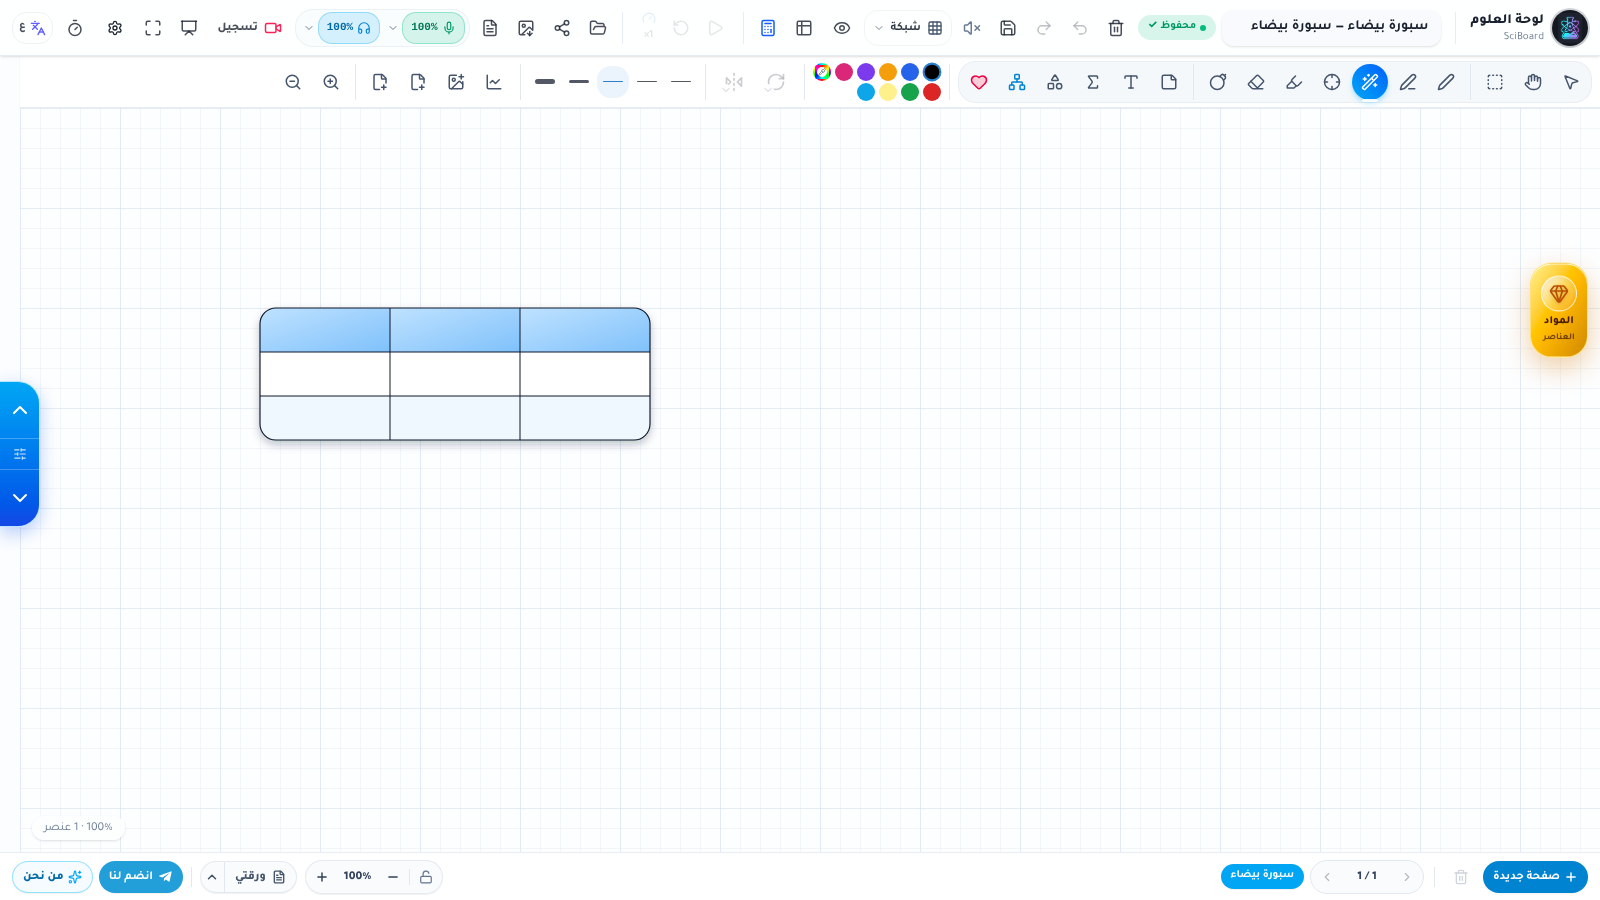 لوحة العلوم
SciBoard
سبورة بيضاء – سبورة بيضاء
محفوظ ✓
شبكة
x1
100%
100%
تسجيل
ع
المواد
العناصر
100% · 1 عنصر
صفحة جديدة
1 / 1
سبورة بيضاء
100%
ورقتي
انضم لنا
من نحن